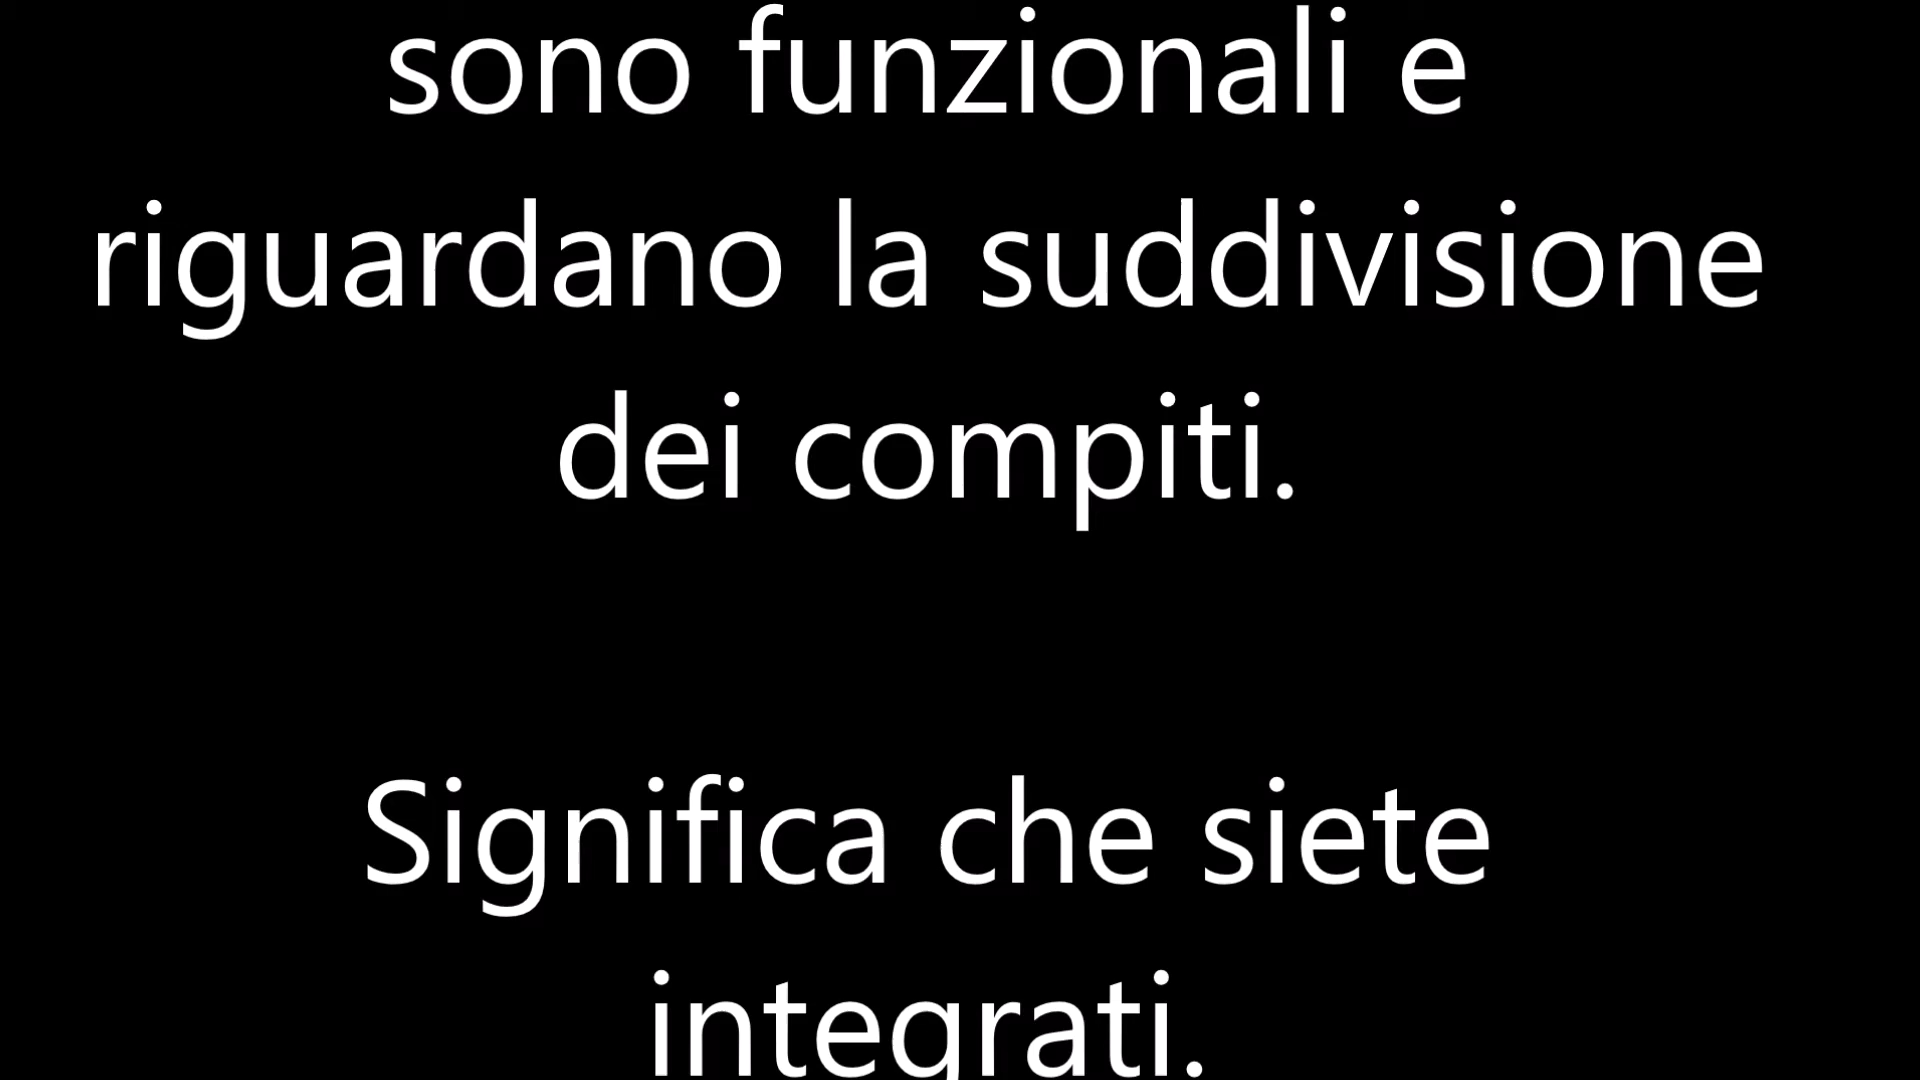 sono funzionali e
riguardano la suddivisione
dei compiti.
Significa che siete
integrati.